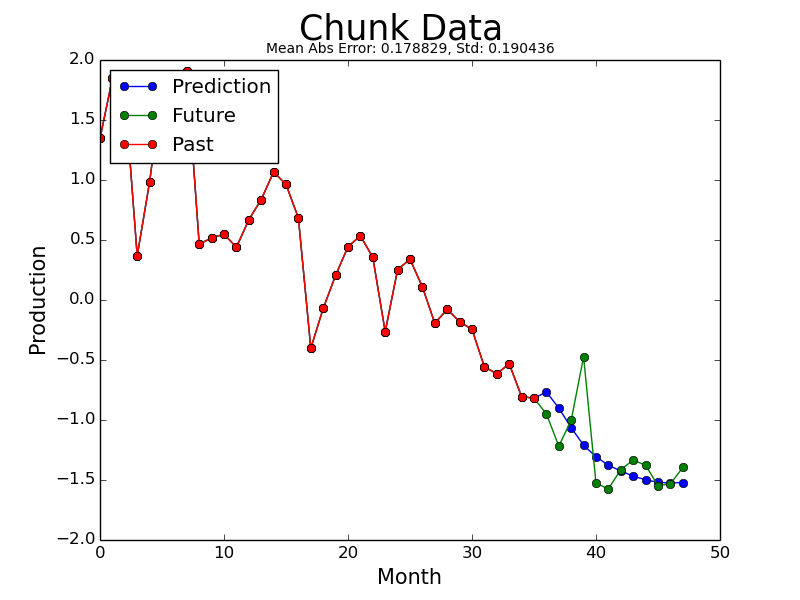 Chunk Data
Mean Abs Error: 0.178829, Std: 0.190436
Prediction
Future
Past
2.0
1.5
1.0
0.5
0.0
−0.5
−1.0
−1.5
−2.0
Production
0 10 20 30 40 50
Month